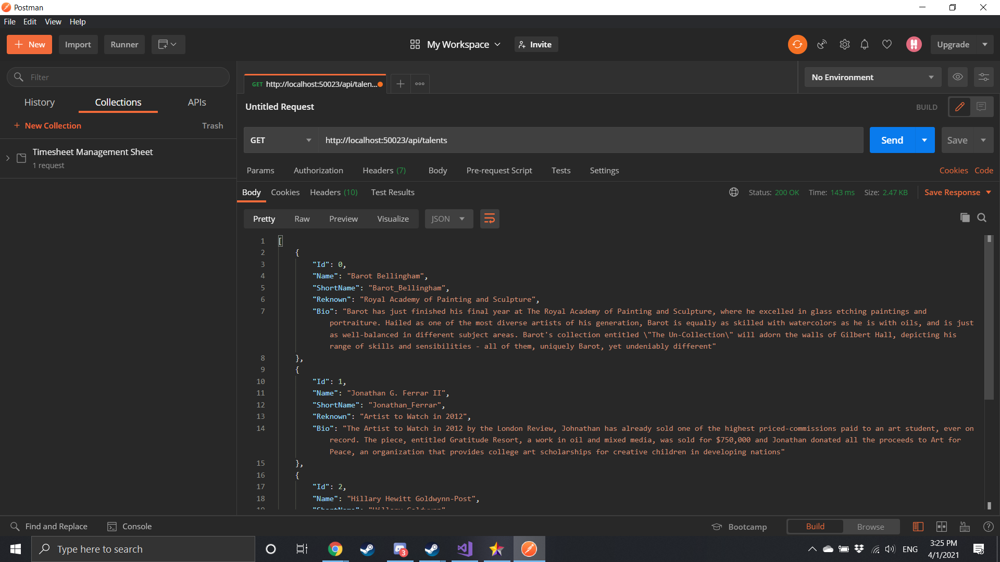 Postman
File Edit View Help
New Import Runner My Workspace Invite Upgrade
Filter
History Collections APIs
New Collection Trash
Timesheet Management Sheet
1 request
GET http://localhost:50023/api/talen... No Environment
Untitled Request BUILD
GET http://localhost:50023/api/talents Send Save
Params Authorization Headers (7) Body Pre-request Script Tests Settings Cookies Code
Body Cookies Headers (10) Test Results Status: 200 OK Time: 143 ms Size: 2.47 KB Save Response
Pretty Raw Preview Visualize JSON
1 [
2 {
3 "Id": 0,
4 "Name": "Barot Bellingham",
5 "ShortName": "Barot_Bellingham",
6 "Reknown": "Royal Academy of Painting and Sculpture",
7 "Bio": "Barot has just finished his final year at The Royal Academy of Painting and Sculpture, where he excelled in glass etching paintings and
portraiture. Hailed as one of the most diverse artists of his generation, Barot is equally as skilled with watercolors as he is with oils, and is just
as well-balanced in different subject areas. Barot's collection entitled \"The Un-Collection\" will adorn the walls of Gilbert Hall, depicting his
range of skills and sensibilities - all of them, uniquely Barot, yet undeniably different"
8 },
9 {
10 "Id": 1,
11 "Name": "Jonathan G. Ferrar II",
12 "ShortName": "Jonathan_Ferrar",
13 "Reknown": "Artist to Watch in 2012",
14 "Bio": "The Artist to Watch in 2012 by the London Review, Johnathan has already sold one of the highest priced-commissions paid to an art student, ever on
record. The piece, entitled Gratitude Resort, a work in oil and mixed media, was sold for $750,000 and Jonathan donated all the proceeds to Art for
Peace, an organization that provides college art scholarships for creative children in developing nations"
15 },
16 {
17 "Id": 2,
18 "Name": "Hillary Hewitt Goldwynn-Post",
19 "ShortName": "Hillary_Goldwynn"
Find and Replace Console Bootcamp Build Browse
Type here to search 3 ENG 3:25 PM
4/1/2021